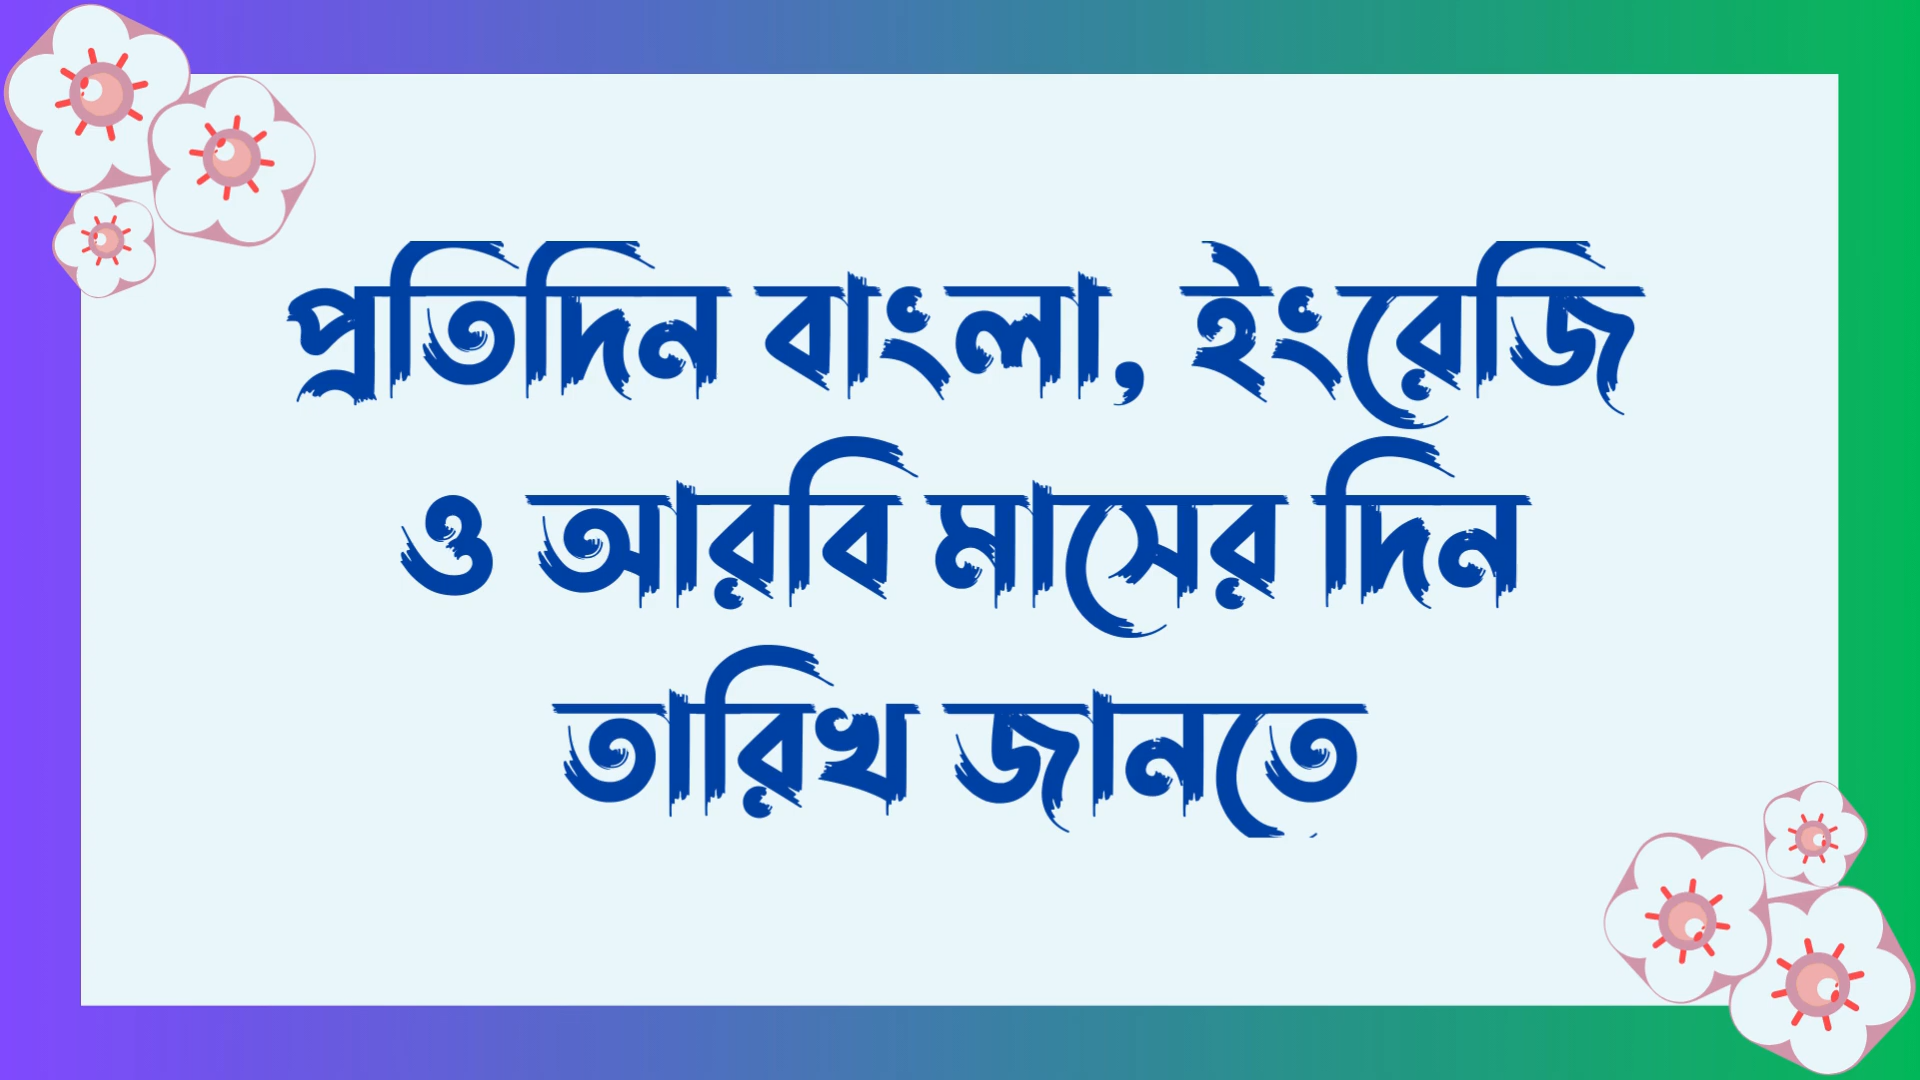 প্রতিদিন বাংলা, ইংরেজি
ও আরবি মাসের দিন
তারিখ জানতে